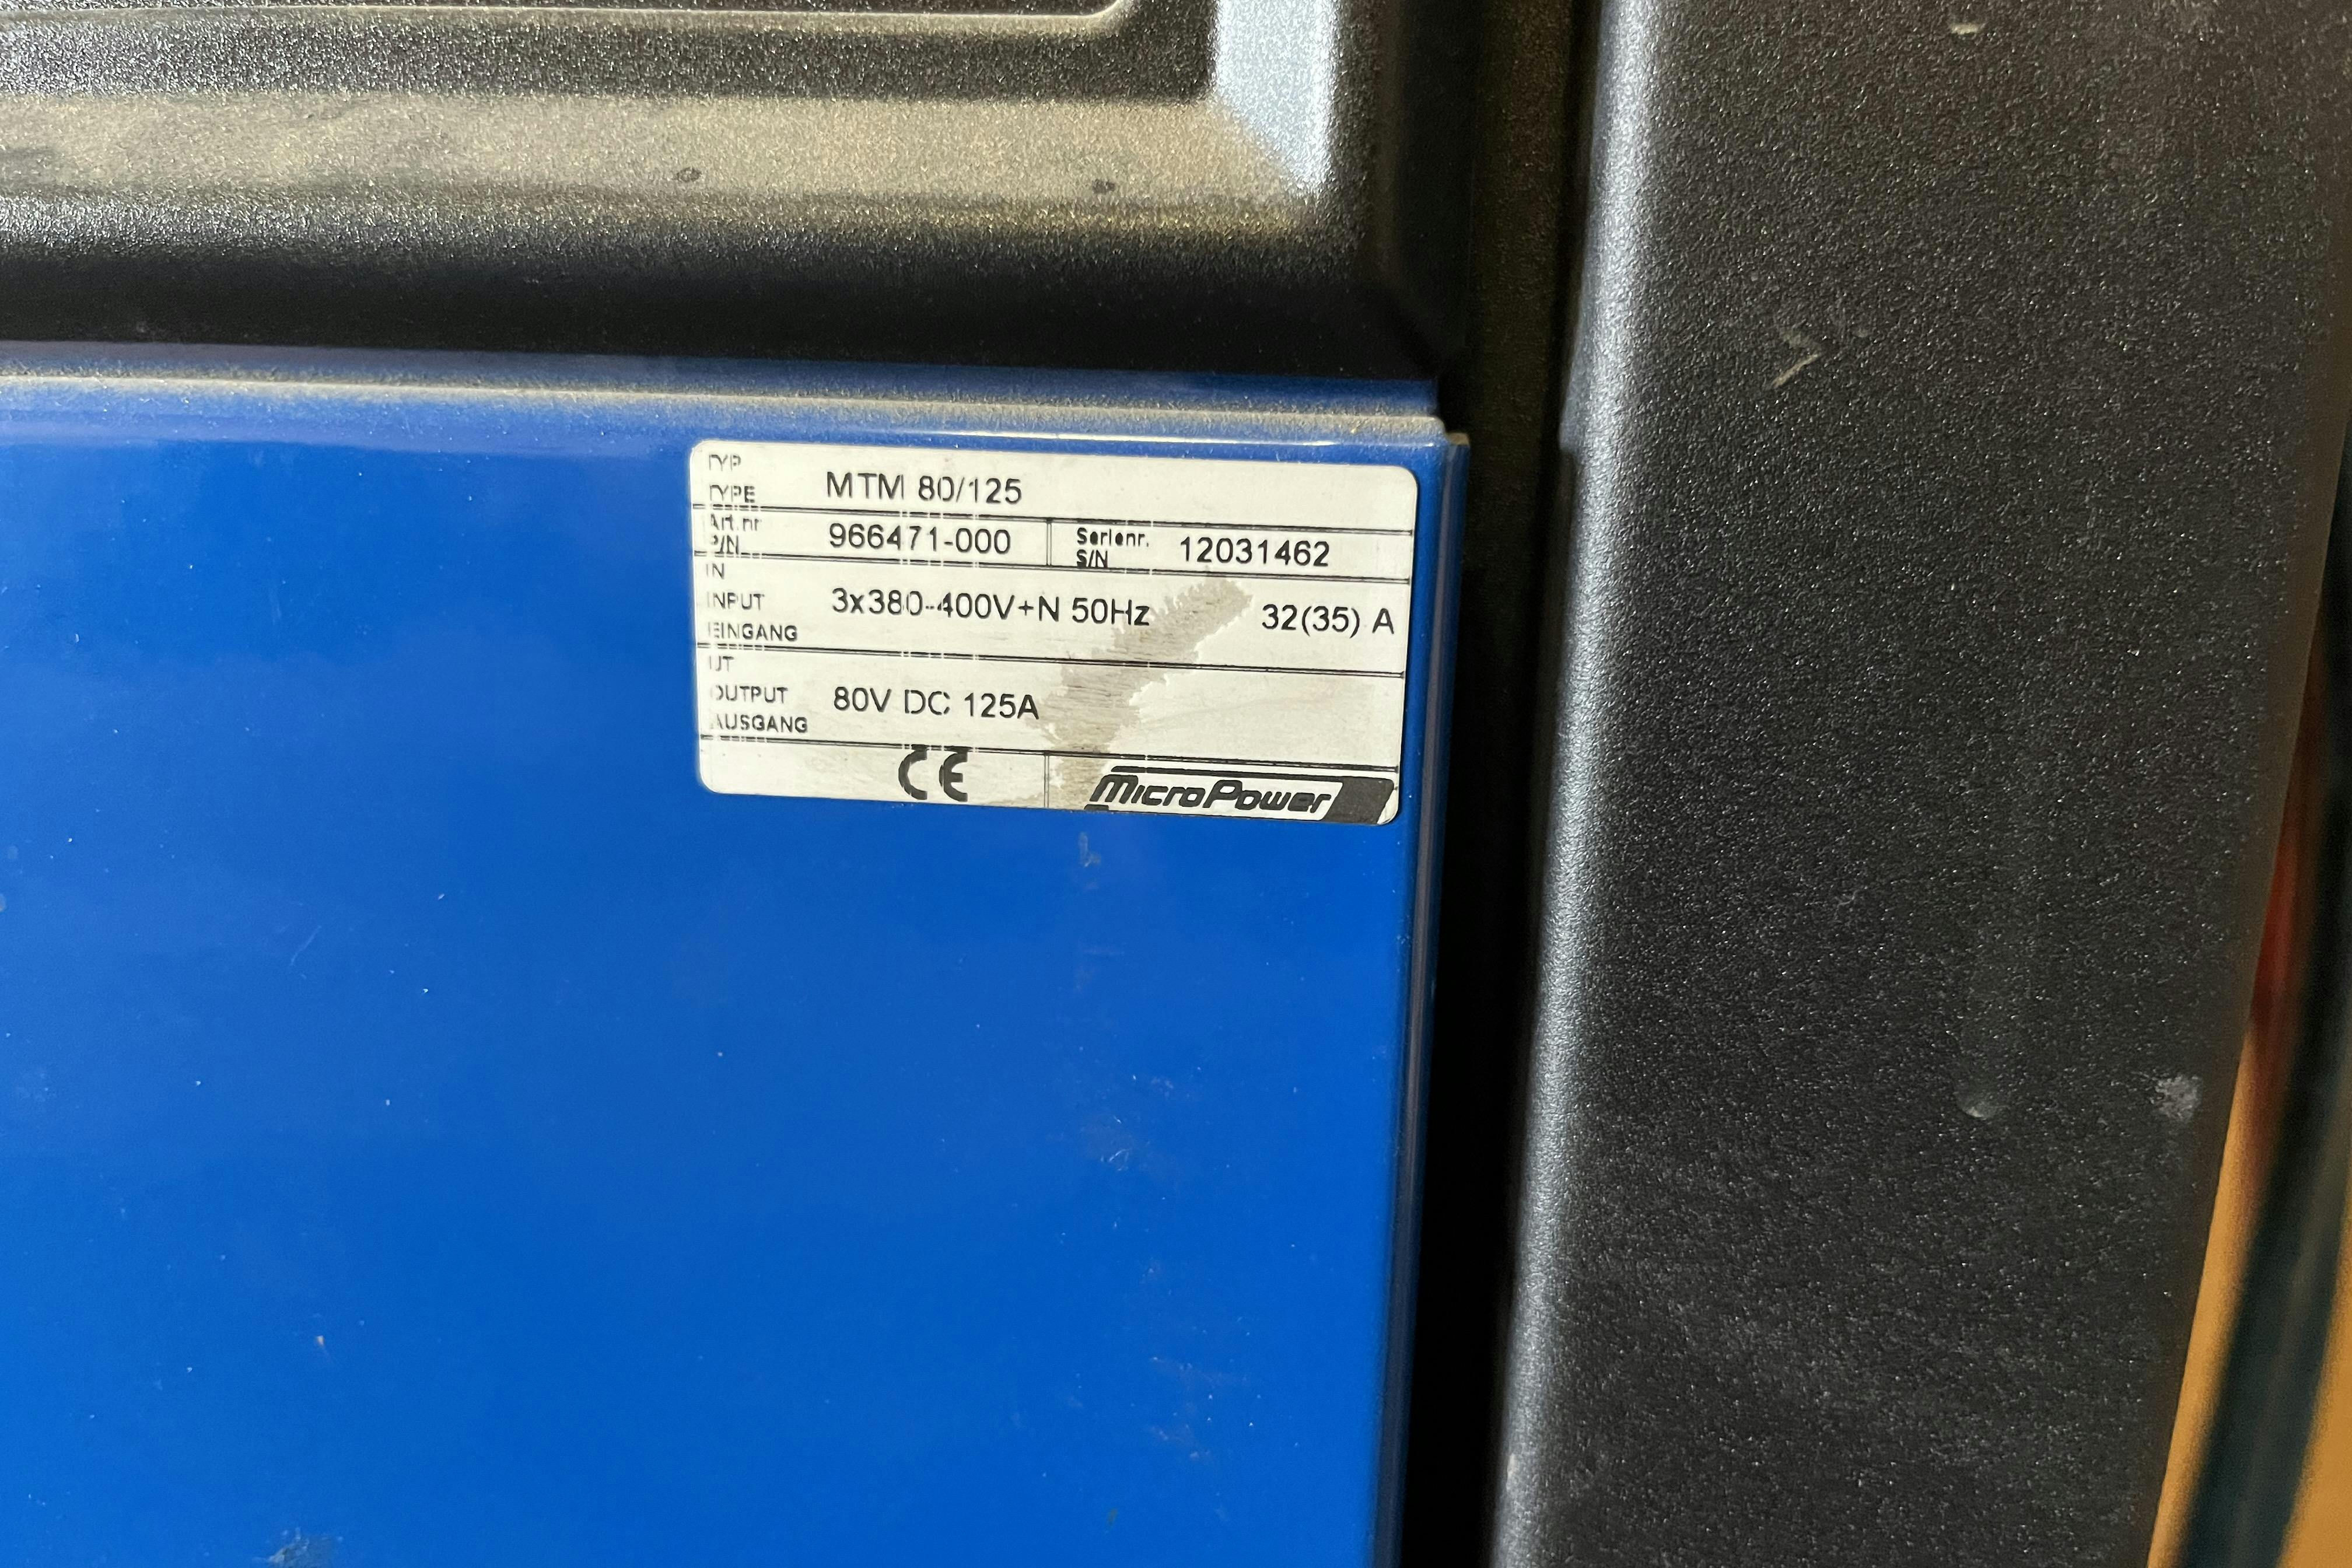 TYP
TYPE MTM 80/125
Art.nr
P/N 966471-000 Serienr.
S/N 12031462
IN
INPUT 3x380-400V+N 50Hz 32(35) A
EINGANG
UT
OUTPUT 80V DC 125A
AUSGANG
CE MicroPower